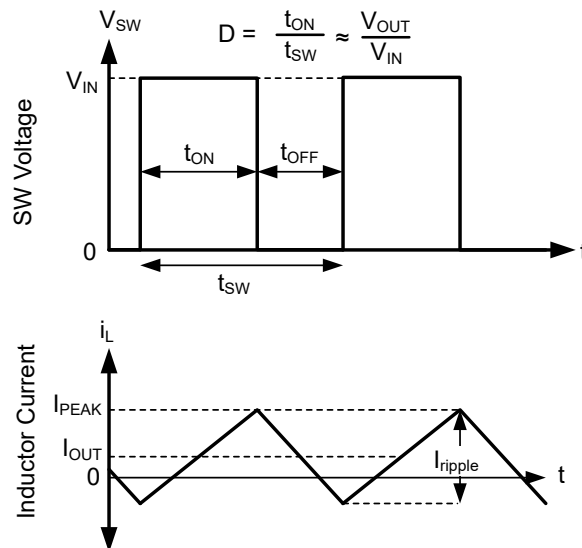 V_SW
D = t_ON / t_SW ≈ V_OUT / V_IN
V_IN
SW Voltage
t_ON
t_OFF
0
t
t_SW
i_L
Inductor Current
I_PEAK
I_OUT
I_ripple
0
t